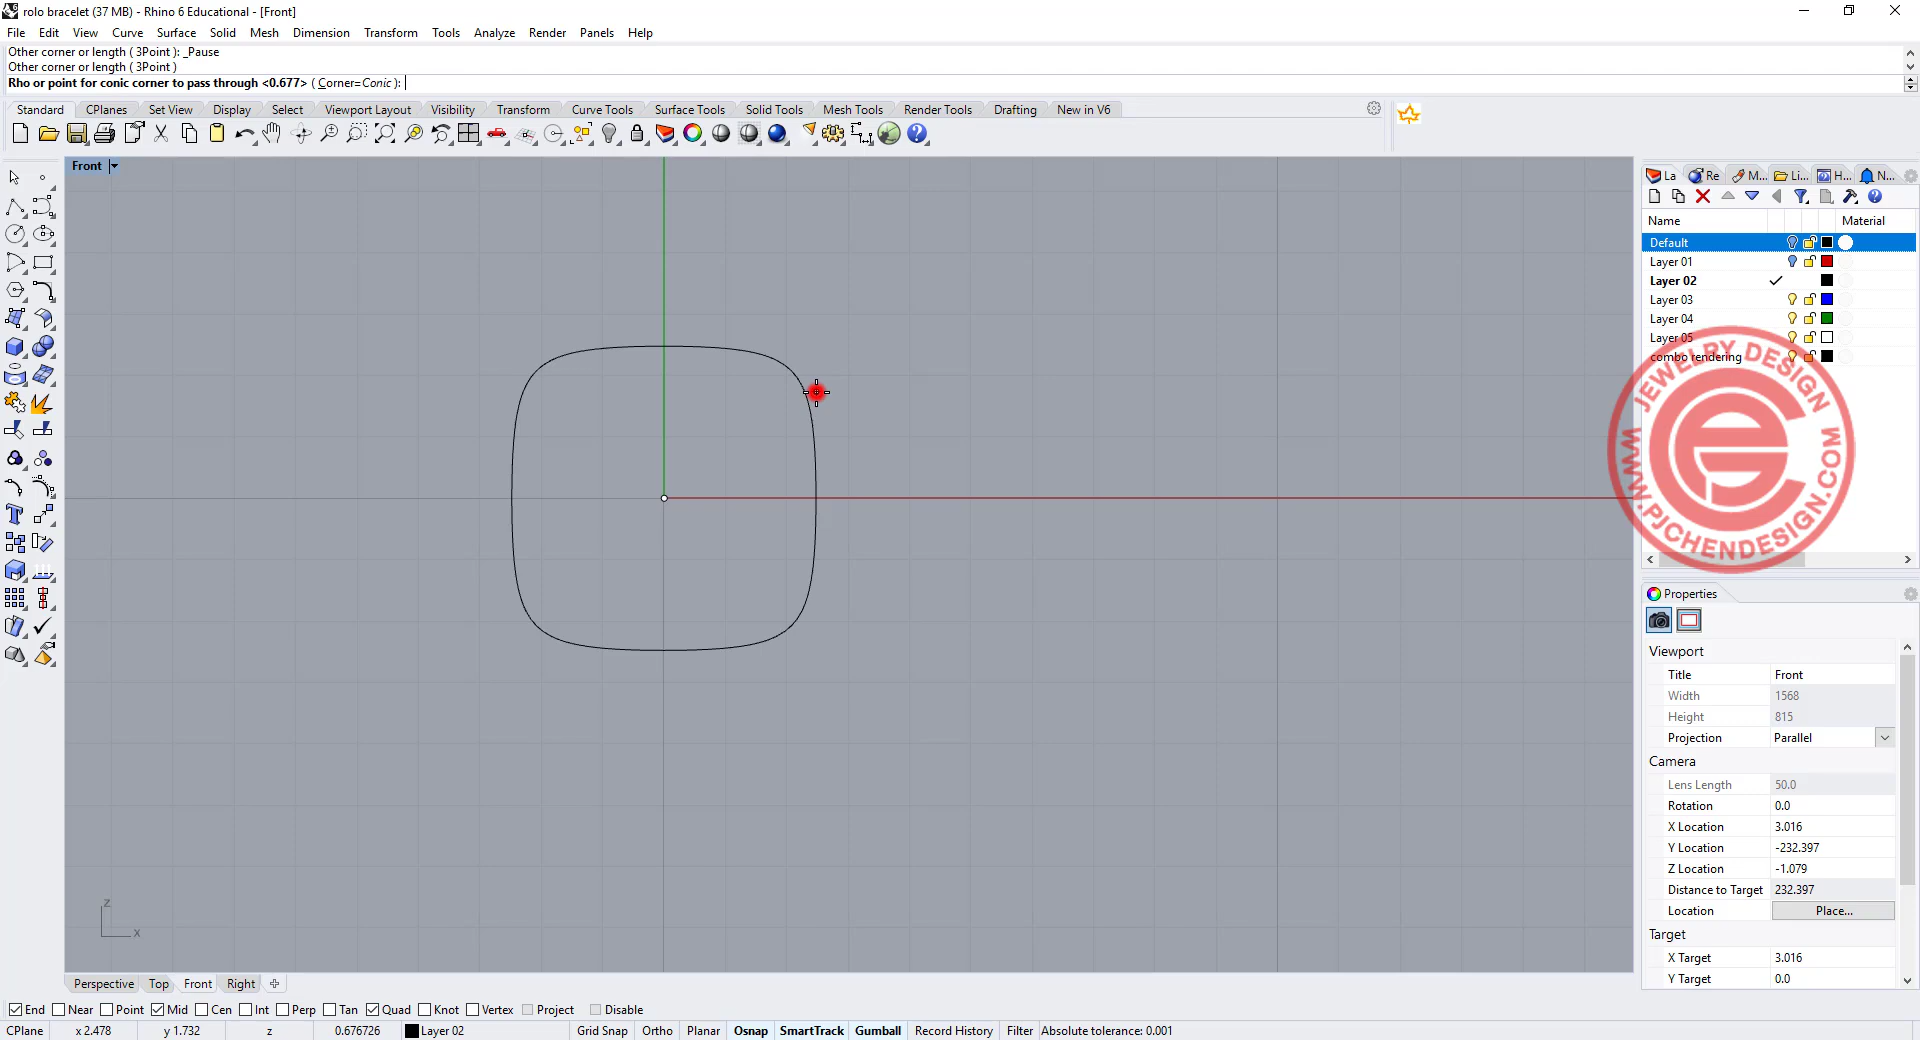 rolo bracelet (37 MB) - Rhino 6 Educational - [Front]
File Edit View Curve Surface Solid Mesh Dimension Transform Tools Analyze Render Panels Help
Other corner or length ( 3Point ): _Pause
Other corner or length ( 3Point )
Rho or point for conic corner to pass through <0.677> ( Corner=Conic ):
Standard CPlanes Set View Display Select Viewport Layout Visibility Transform Curve Tools Surface Tools Solid Tools Mesh Tools Render Tools Drafting New in V6
Front
La Re M... Li... H... N...
Name Material
Default
Layer 01
Layer 02
Layer 03
Layer 04
Layer 05
combo rendering
JEWELRY DESIGN
WWW.PJCHENDESIGN.COM
Properties
Viewport
Title Front
Width 1568
Height 815
Projection Parallel
Camera
Lens Length 50.0
Rotation 0.0
X Location 3.016
Y Location -232.397
Z Location -1.079
Distance to Target 232.397
Location Place...
Target
X Target 3.016
Y Target 0.0
z
x
Perspective Top Front Right
End Near Point Mid Cen Int Perp Tan Quad Knot Vertex Project Disable
CPlane x 2.478 y 1.732 z 0.676726 Layer 02 Grid Snap Ortho Planar Osnap SmartTrack Gumball Record History Filter Absolute tolerance: 0.001